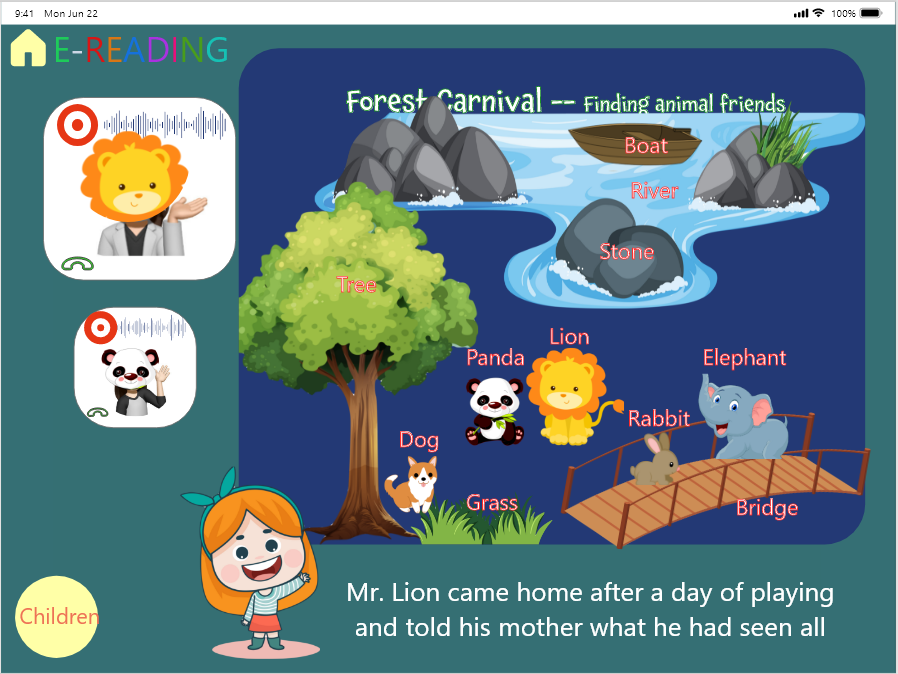 9:41 Mon Jun 22
100%
E-READING
Forest Carnival -- Finding animal friends
Boat
River
Stone
Tree
Lion
Panda
Elephant
Rabbit
Dog
Grass
Bridge
Children
Mr. Lion came home after a day of playing
and told his mother what he had seen all